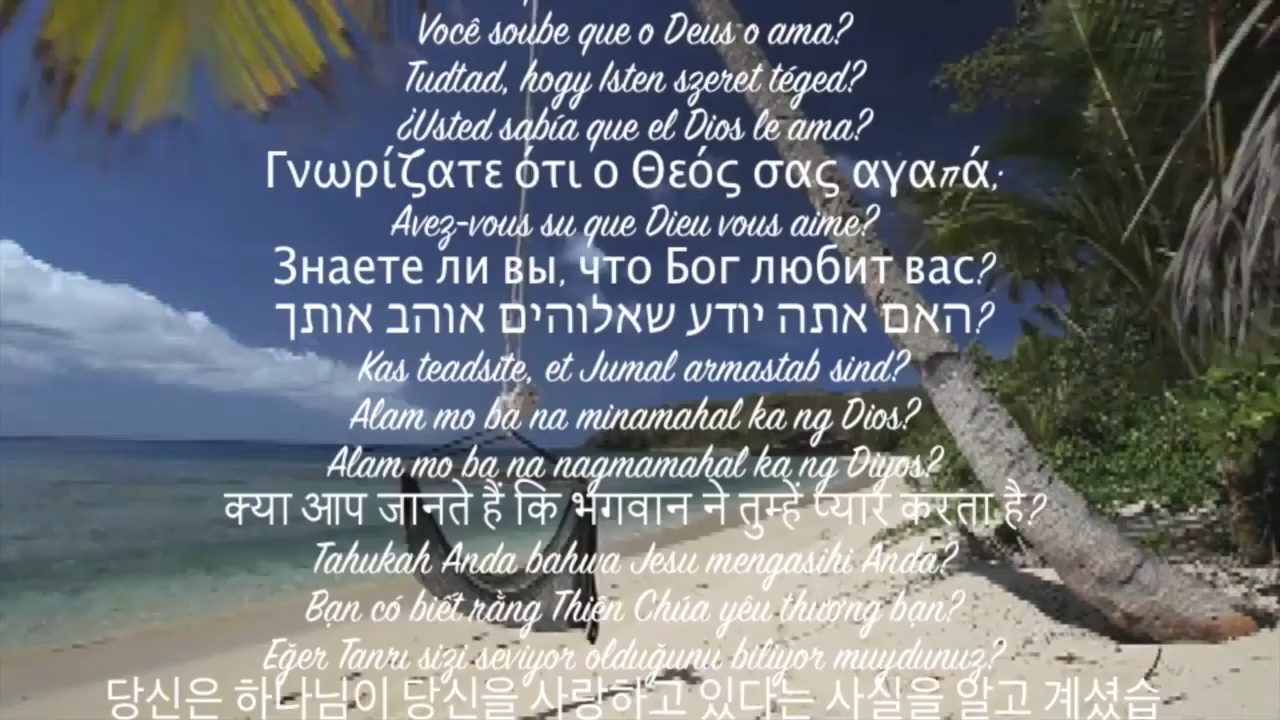 Você soube que o Deus o ama?
Tudtad, hogy Isten szeret téged?
¿Usted sabía que el Dios le ama?
Γνωρίζατε ότι ο Θεός σας αγαπά;
Avez-vous su que Dieu vous aime?
Знаете ли вы, что Бог любит вас?
האם אתה יודע שאלוהים אוהב אותך?
Kas teadsite, et Jumal armastab sind?
Alam mo ba na minamahal ka ng Dios?
Alam mo ba na nagmamahal ka ng Diyos?
क्या आप जानते हैं कि भगवान ने तुम्हें प्यार करता है?
Tahukah Anda bahwa Jesu mengasihi Anda?
Bạn có biết rằng Thiên Chúa yêu thương bạn?
Eğer Tanrı sizi seviyor olduğunu biliyor muydunuz?
당신은 하나님이 당신을 사랑하고 있다는 사실을 알고 계셨습